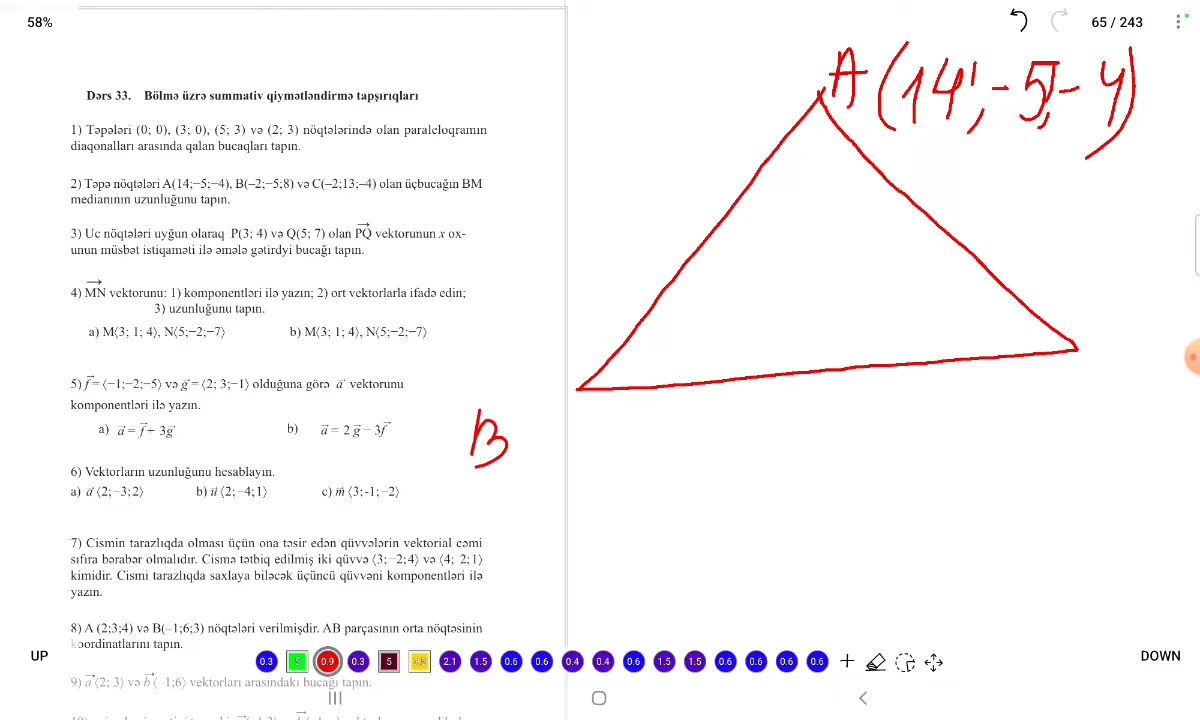 58%
65 / 243
Dərs 33. Bölmə üzrə summativ qiymətləndirmə tapşırıqları
1) Təpələri (0; 0), (3; 0), (5; 3) və (2; 3) nöqtələrində olan paraleloqramın
diaqonalları arasında qalan bucaqları tapın.
2) Təpə nöqtələri A(14;−5;−4), B(−2;−5;8) və C(−2;13;−4) olan üçbucağın BM
medianının uzunluğunu tapın.
3) Uc nöqtələri uyğun olaraq P(3; 4) və Q(5; 7) olan PQ vektorunun x ox-
unun müsbət istiqaməti ilə əmələ gətirdyi bucağı tapın.
4) MN vektorunu: 1) komponentləri ilə yazın; 2) ort vektorlarla ifadə edin;
3) uzunluğunu tapın.
a) M(3; 1; 4), N(5;−2;−7) b) M(3; 1; 4), N(5;−2;−7)
5) f = ⟨−1;−2;−5⟩ və g = ⟨2; 3;−1⟩ olduğuna görə a vektorunu
komponentləri ilə yazın.
a) a = f + 3g b) a = 2 g − 3f
6) Vektorların uzunluğunu hesablayın.
a) a ⟨2;−3;2⟩ b) u ⟨2;−4;1⟩ c) m ⟨3;-1;−2⟩
7) Cismin tarazlıqda olması üçün ona təsir edən qüvvələrin vektorial cəmi
sıfıra bərabər olmalıdır. Cismə tətbiq edilmiş iki qüvvə ⟨3;−2;4⟩ və ⟨4; 2;1⟩
kimidir. Cismi tarazlıqda saxlaya biləcək üçüncü qüvvəni komponentləri ilə
yazın.
8) A (2;3;4) və B(−1;6;3) nöqtələri verilmişdir. AB parçasının orta nöqtəsinin
koordinatlarını tapın.
9) a ⟨2; 3⟩ və b ⟨−1;6⟩ vektorları arasındakı bucağı tapın.
A (14; -5; -4)
B
UP
0.3 5 0.9 0.3 5 2.1 1.5 0.6 0.6 0.4 0.4 0.6 1.5 1.5 0.6 0.6 0.6 0.6
DOWN